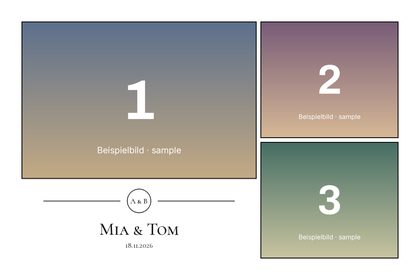 1
Beispielbild · sample
2
Beispielbild · sample
3
Beispielbild · sample
A & B
Mia & Tom
18.11.2026